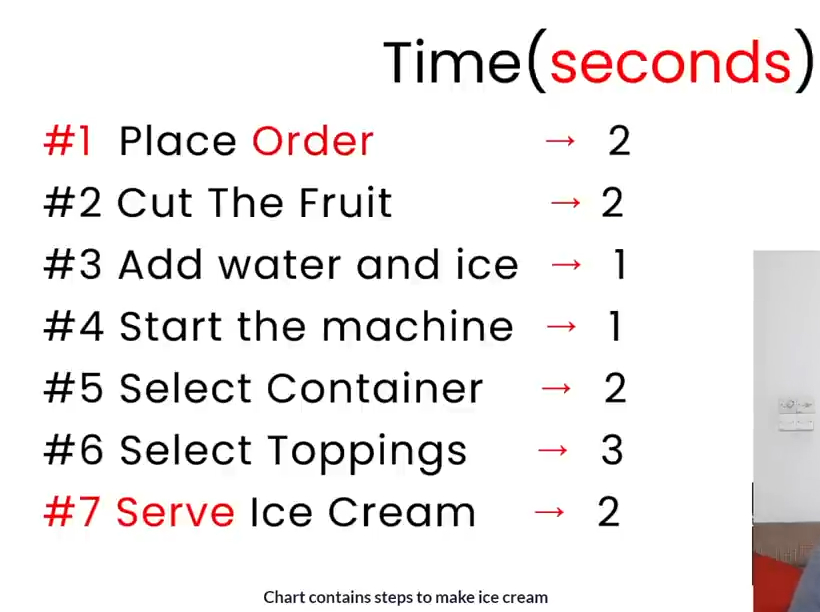 Time(seconds)
#1 Place Order → 2
#2 Cut The Fruit → 2
#3 Add water and ice → 1
#4 Start the machine → 1
#5 Select Container → 2
#6 Select Toppings → 3
#7 Serve Ice Cream → 2
Chart contains steps to make ice cream